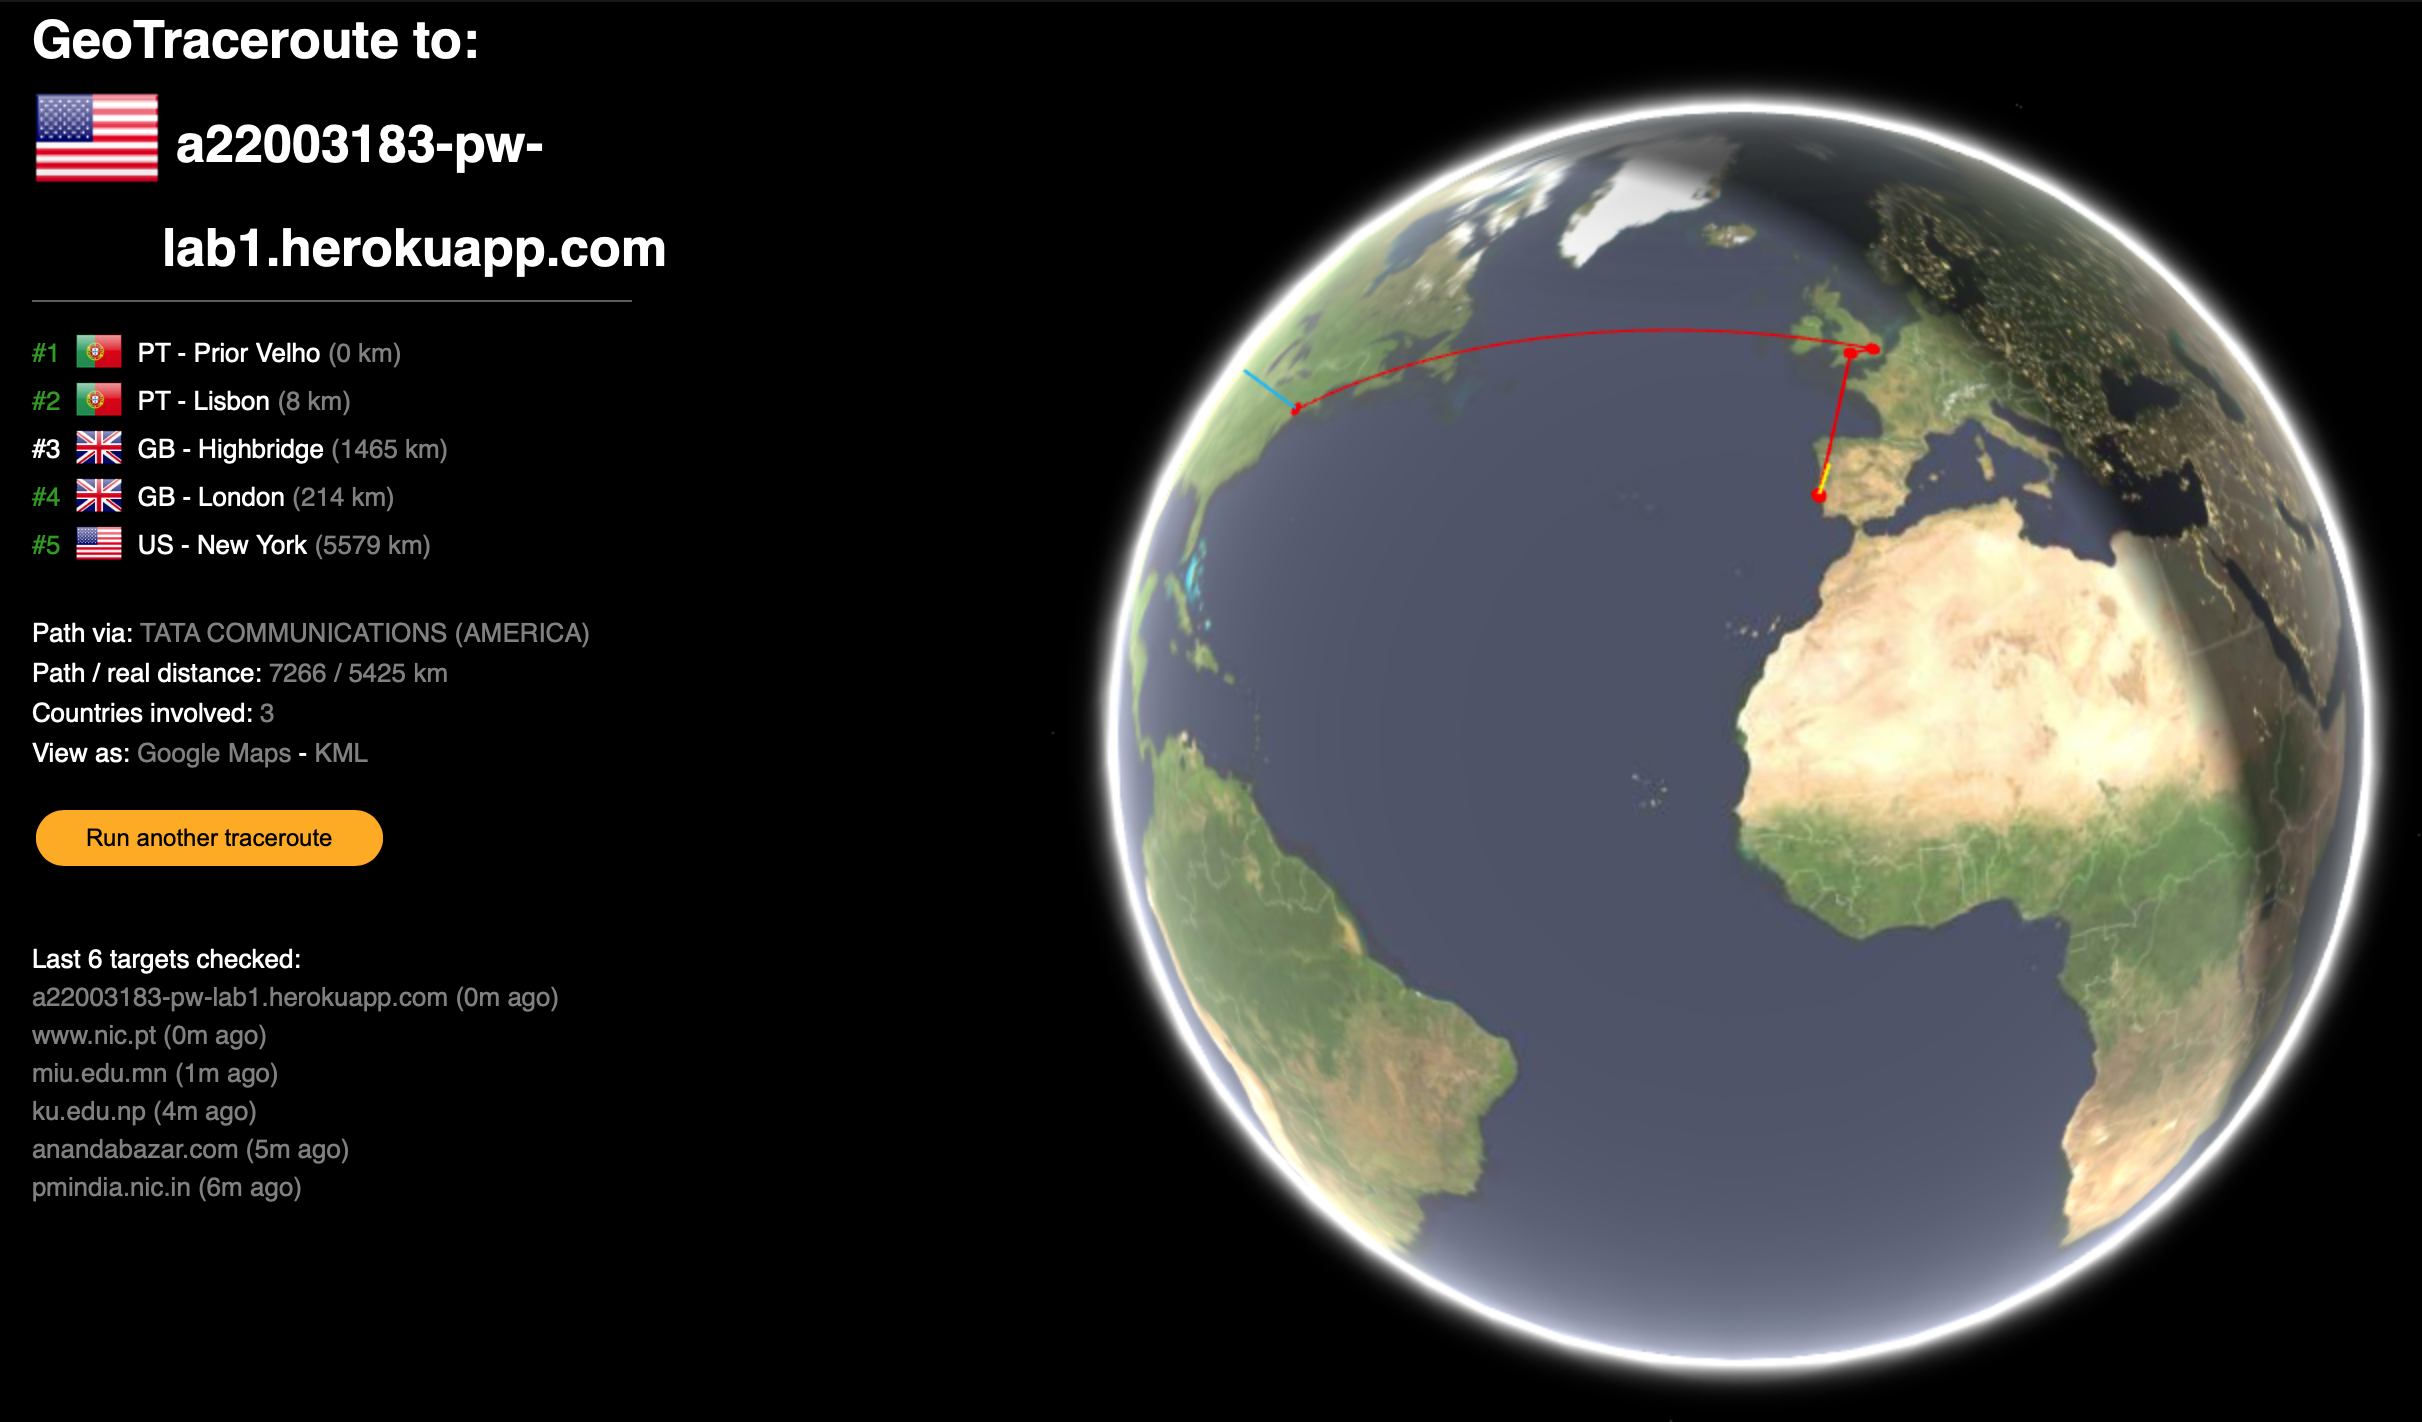 GeoTraceroute to:
a22003183-pw-
lab1.herokuapp.com
#1 PT - Prior Velho (0 km)
#2 PT - Lisbon (8 km)
#3 GB - Highbridge (1465 km)
#4 GB - London (214 km)
#5 US - New York (5579 km)
Path via: TATA COMMUNICATIONS (AMERICA)
Path / real distance: 7266 / 5425 km
Countries involved: 3
View as: Google Maps - KML
Run another traceroute
Last 6 targets checked:
a22003183-pw-lab1.herokuapp.com (0m ago)
www.nic.pt (0m ago)
miu.edu.mn (1m ago)
ku.edu.np (4m ago)
anandabazar.com (5m ago)
pmindia.nic.in (6m ago)